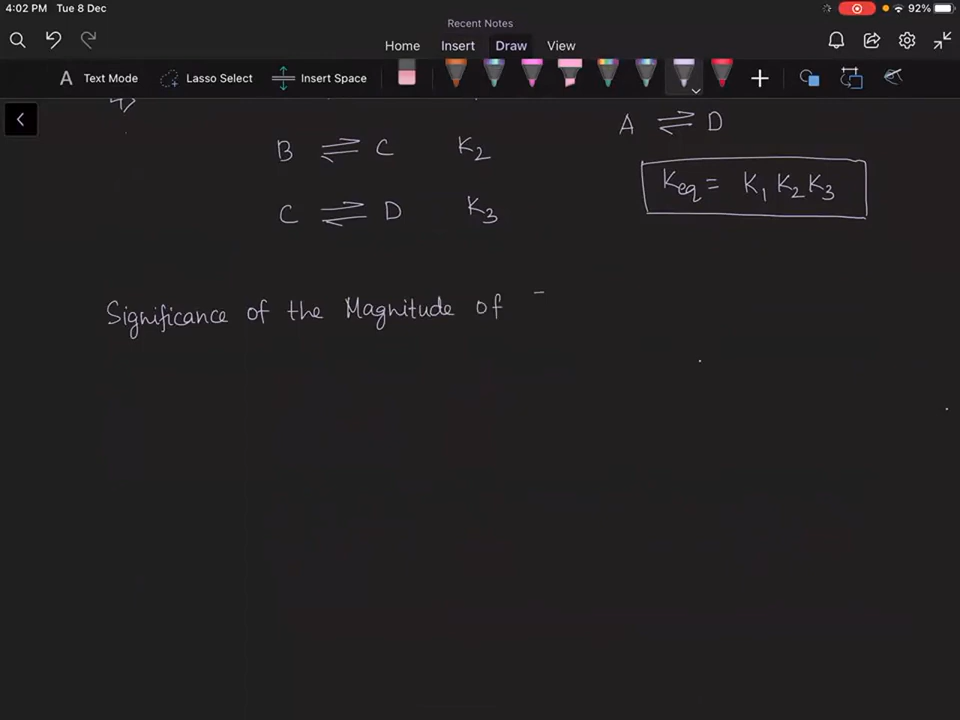 4:02 PM Tue 8 Dec
92%
Recent Notes
Home Insert Draw View
A Text Mode Lasso Select Insert Space
A ⇌ D
B ⇌ C K₂
Keq = K₁ K₂ K₃
C ⇌ D K₃
Significance of the Magnitude of